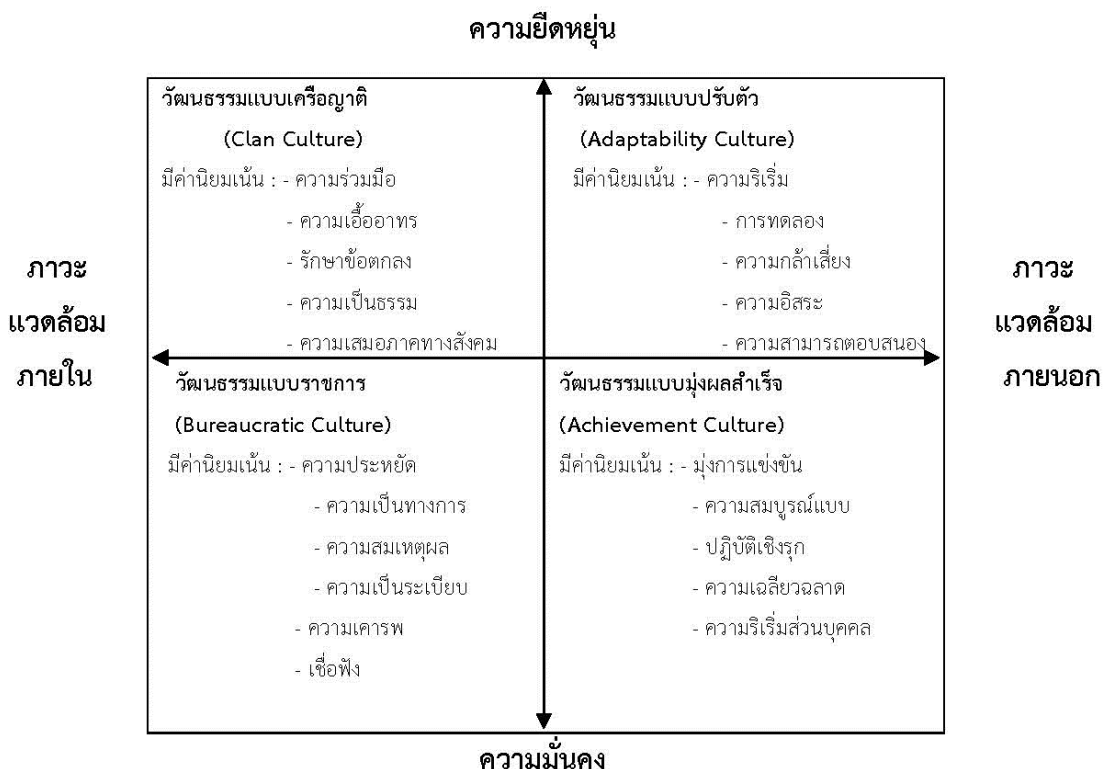 ความยืดหยุ่น
วัฒนธรรมแบบเครือญาติ
(Clan Culture)
มีค่านิยมเน้น : - ความร่วมมือ
- ความเอื้ออาทร
- รักษาข้อตกลง
- ความเป็นธรรม
- ความเสมอภาคทางสังคม
วัฒนธรรมแบบปรับตัว
(Adaptability Culture)
มีค่านิยมเน้น : - ความริเริ่ม
- การทดลอง
- ความกล้าเสี่ยง
- ความอิสระ
- ความสามารถตอบสนอง
ภาวะ
แวดล้อม
ภายใน
ภาวะ
แวดล้อม
ภายนอก
วัฒนธรรมแบบราชการ
(Bureaucratic Culture)
มีค่านิยมเน้น : - ความประหยัด
- ความเป็นทางการ
- ความสมเหตุผล
- ความเป็นระเบียบ
- ความเคารพ
- เชื่อฟัง
วัฒนธรรมแบบมุ่งผลสำเร็จ
(Achievement Culture)
มีค่านิยมเน้น : - มุ่งการแข่งขัน
- ความสมบูรณ์แบบ
- ปฏิบัติเชิงรุก
- ความเฉลียวฉลาด
- ความริเริ่มส่วนบุคคล
ความมั่นคง